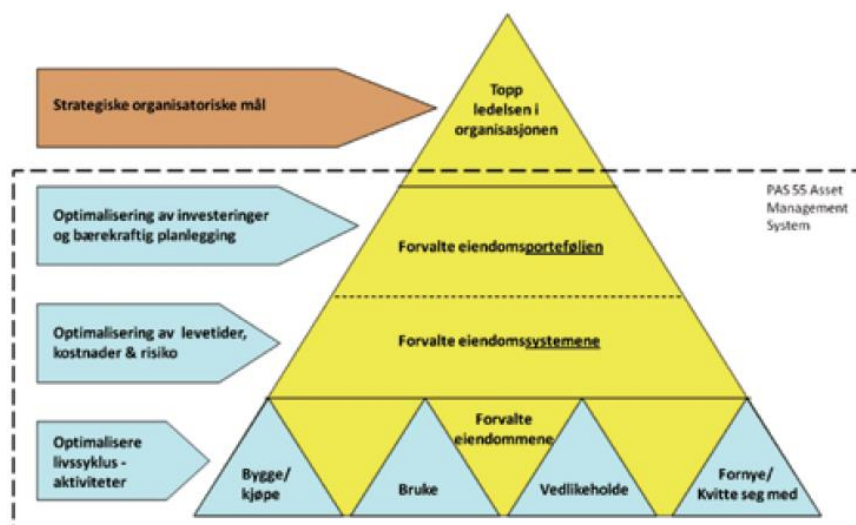 Strategiske organisatoriske mål
Topp
ledelsen i
organisasjonen
PAS 55 Asset
Management
System
Optimalisering av investeringer
og bærekraftig planlegging
Forvalte eiendomsporteføljen
Optimalisering av levetider,
kostnader & risiko
Forvalte eiendomssystemene
Optimalisere
livssyklus -
aktiviteter
Forvalte
eiendommene
Bygge/
kjøpe
Bruke
Vedlikeholde
Fornye/
Kvitte seg med